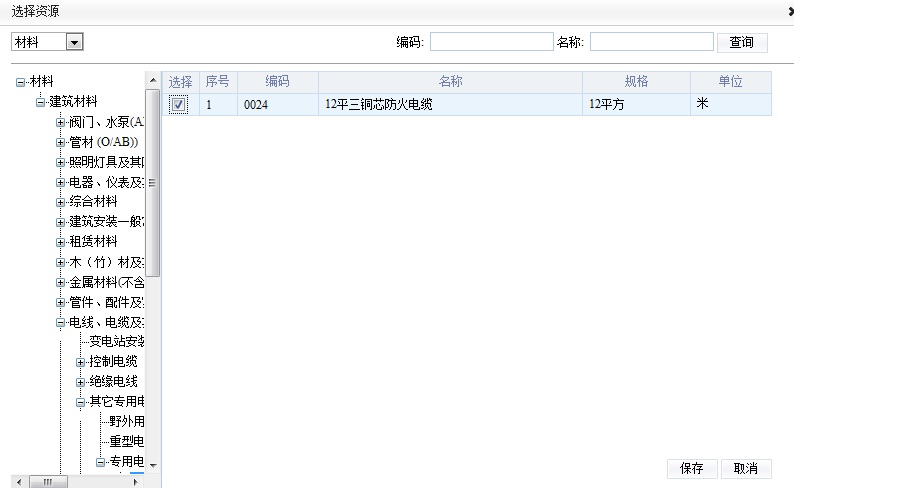 选择资源
材料 编码: 名称: 查询
材料
建筑材料
阀门、水泵(A
管材 (O/AB))
照明灯具及其
电器、仪表及
综合材料
建筑安装一般
租赁材料
木（竹）材及
金属材料(不含
管件、配件及
电线、电缆及
变电站安装
控制电缆
绝缘电线
其它专用电
野外用
重型电
专用电
选择 序号 编码 名称 规格 单位
1 0024 12平三铜芯防火电缆 12平方 米
保存 取消